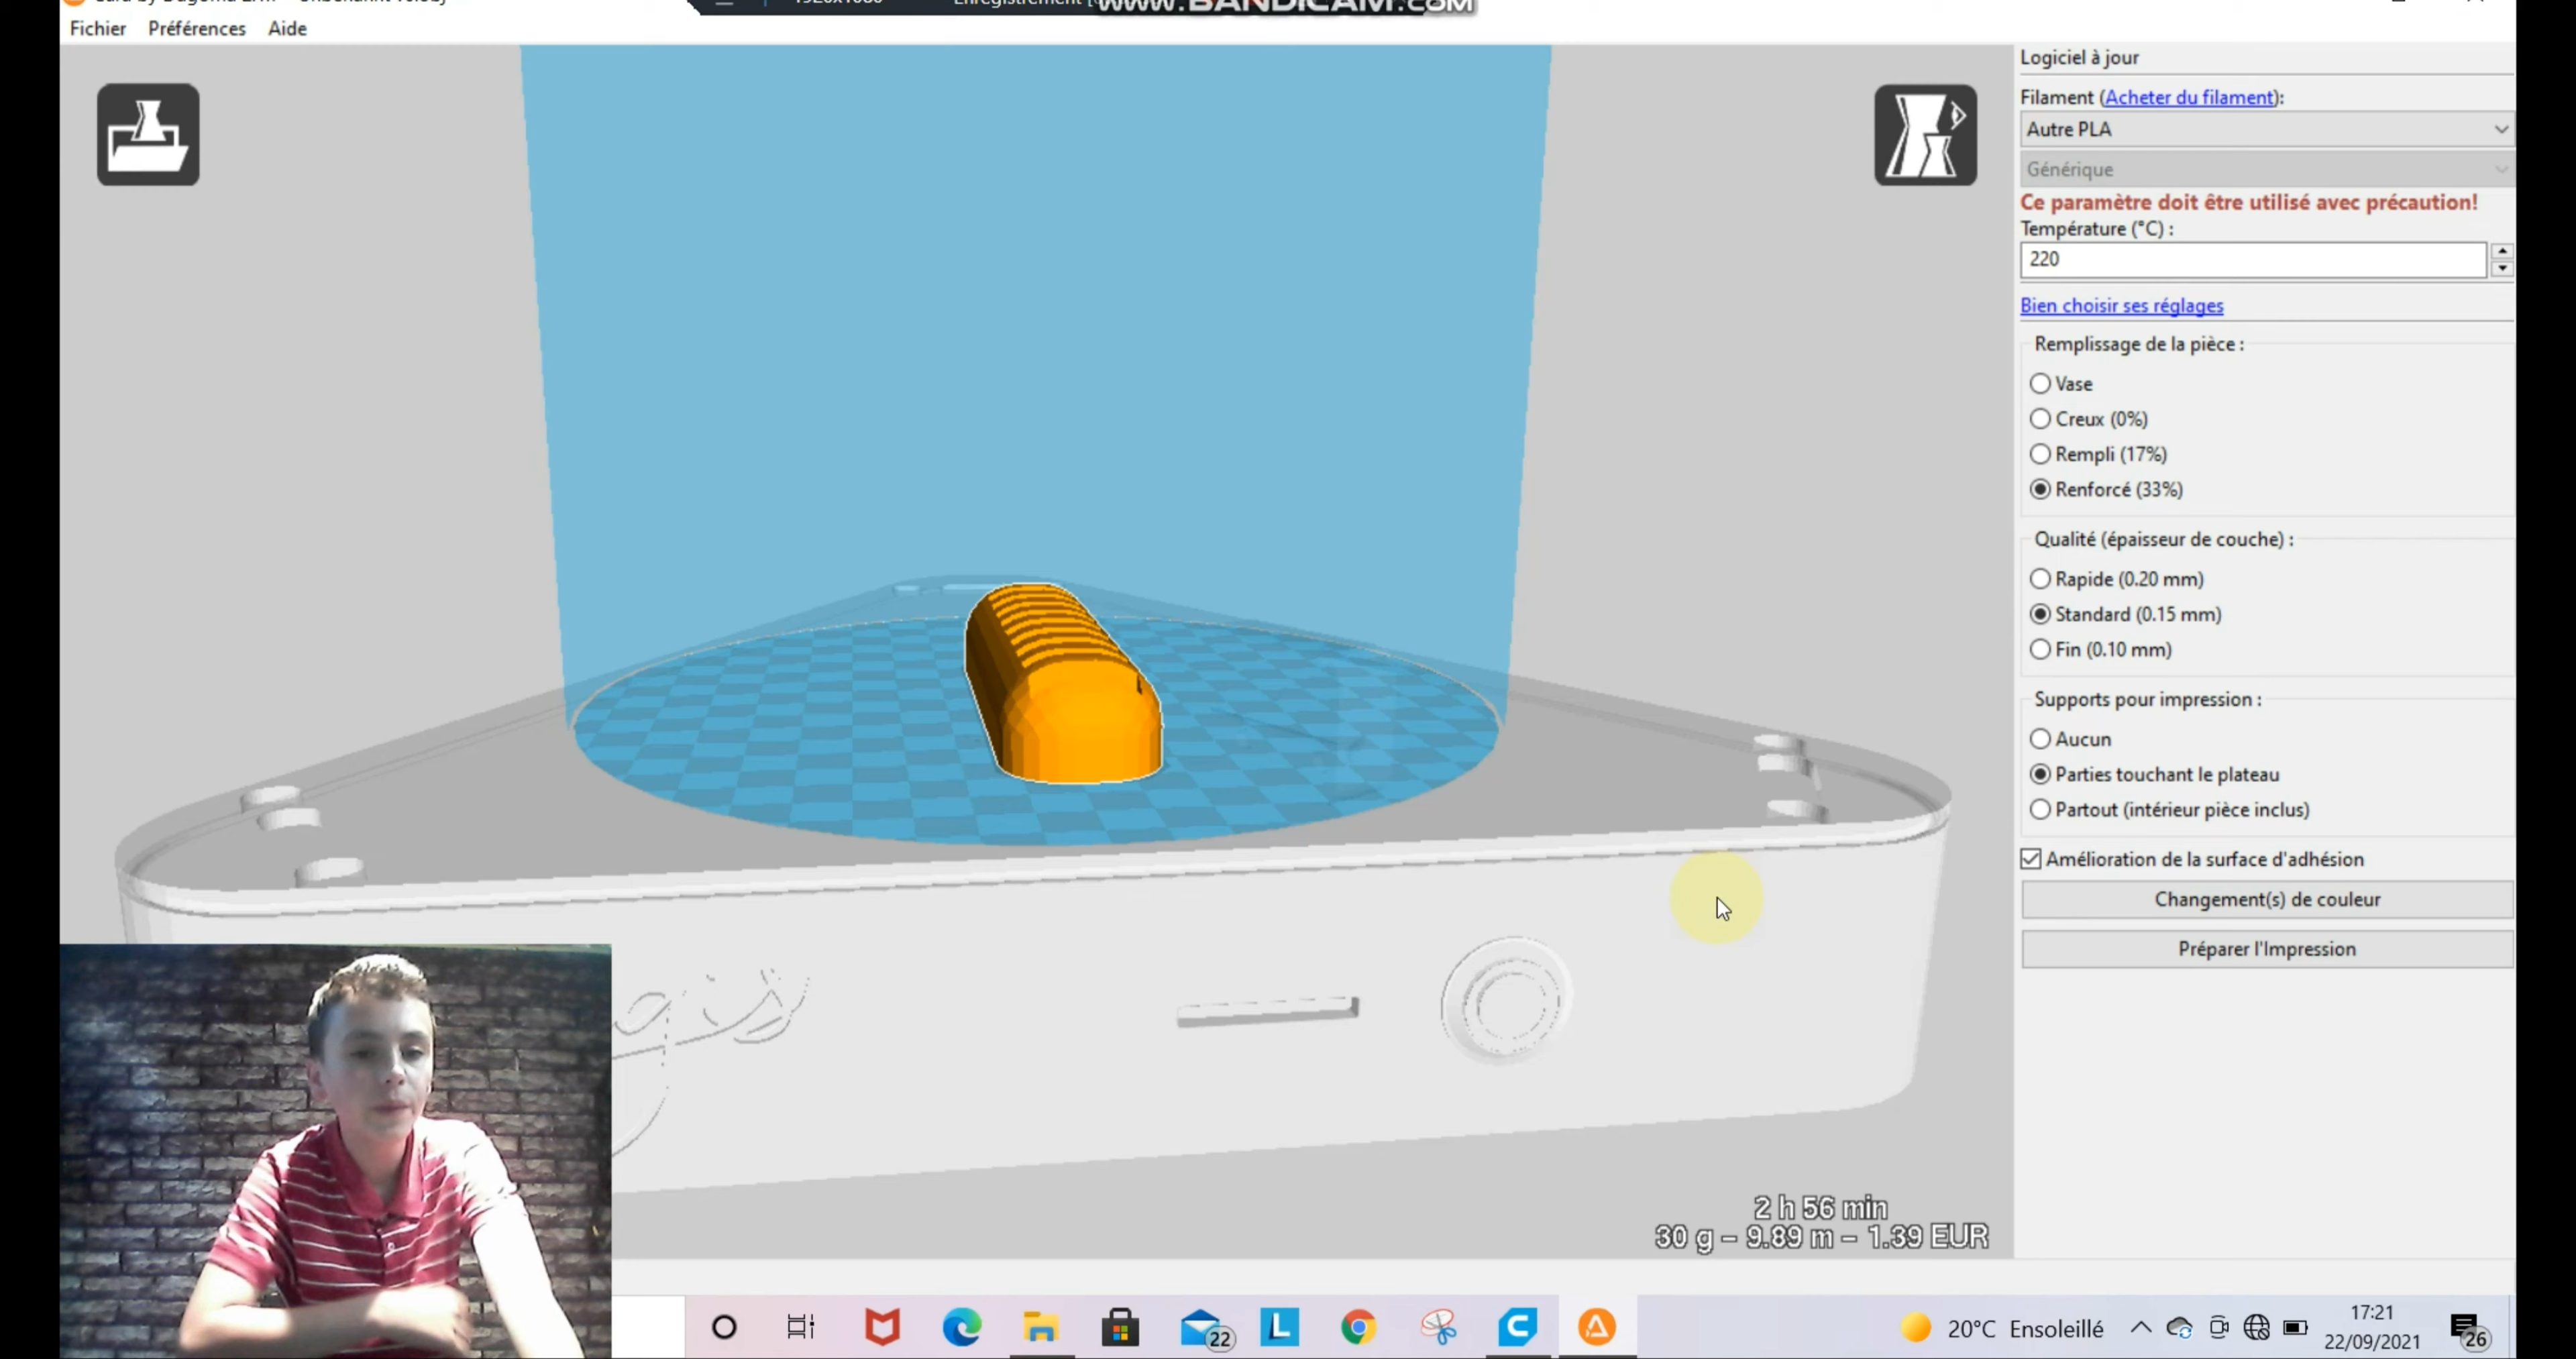 WWW.BANDICAM.COM
Fichier Préférences Aide
Logiciel à jour
Filament (Acheter du filament):
Autre PLA
Générique
Ce paramètre doit être utilisé avec précaution!
Température (°C) :
220
Bien choisir ses réglages
Remplissage de la pièce :
Vase
Creux (0%)
Rempli (17%)
Renforcé (33%)
Qualité (épaisseur de couche) :
Rapide (0.20 mm)
Standard (0.15 mm)
Fin (0.10 mm)
Supports pour impression :
Aucun
Parties touchant le plateau
Partout (intérieur pièce inclus)
Amélioration de la surface d'adhésion
Changement(s) de couleur
Préparer l'Impression
2 h 56 min
30 g – 9.89 m – 1.39 EUR
22
L
20°C Ensoleillé
17:21
22/09/2021
26